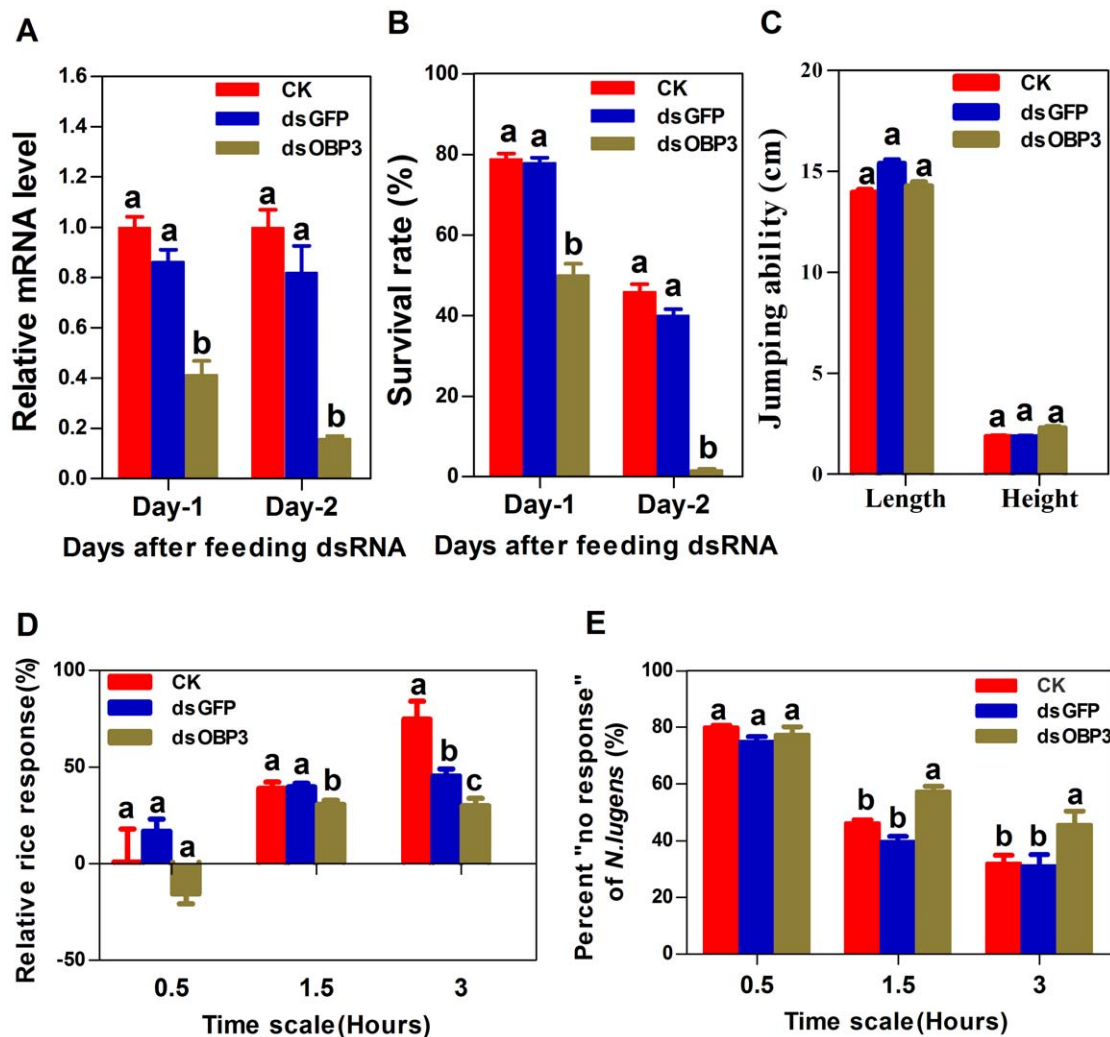 A
Relative mRNA level
1.6
1.4
1.2
1.0
0.8
0.6
0.4
0.2
0.0
CK
dsGFP
dsOBP3
a a b
a a b
Day-1 Day-2
Days after feeding dsRNA
B
Survival rate (%)
100
80
60
40
20
0
CK
dsGFP
dsOBP3
a a b
a a b
Day-1 Day-2
Days after feeding dsRNA
C
Jumping ability (cm)
20
15
10
5
0
CK
dsGFP
dsOBP3
a a a
a a a
Length Height
D
Relative rice response(%)
100
50
0
-50
CK
dsGFP
dsOBP3
a a a
a a b
a b c
0.5 1.5 3
Time scale(Hours)
E
Percent "no response"
of N.lugens (%)
100
80
60
40
20
0
CK
dsGFP
dsOBP3
a a a
b b a
b b a
0.5 1.5 3
Time scale(Hours)